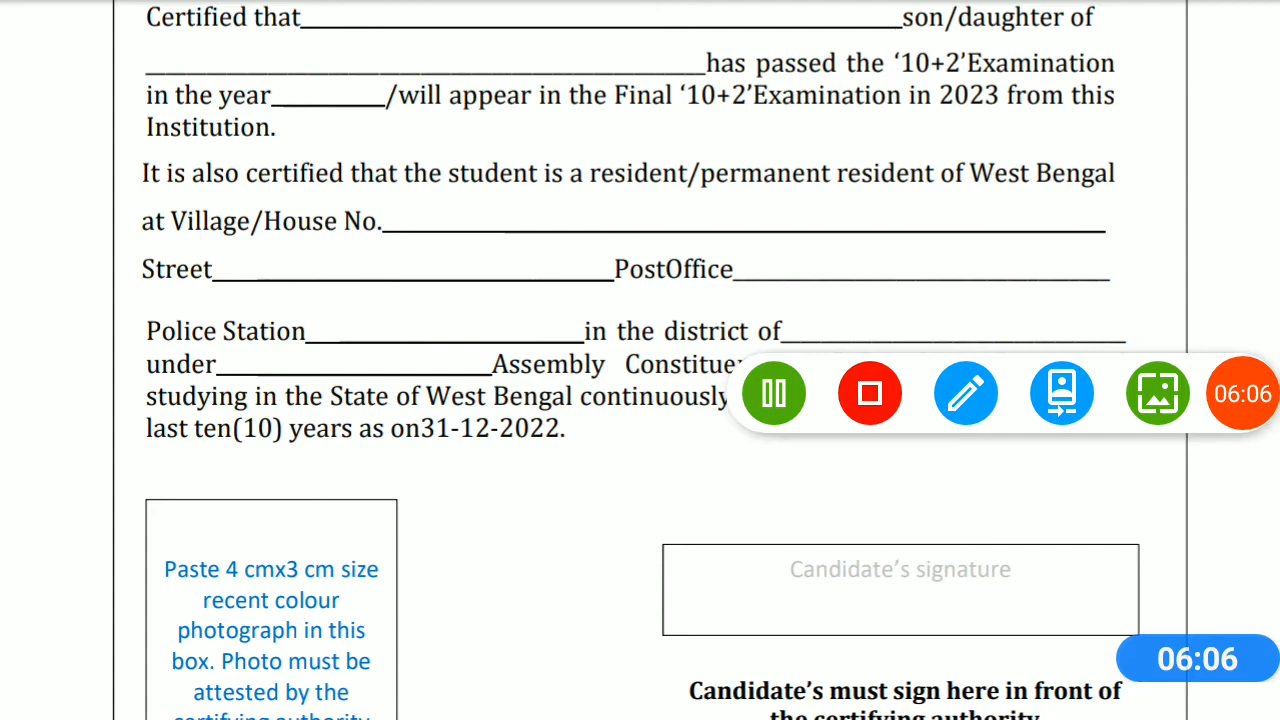 Certified that son/daughter of
has passed the ‘10+2’Examination
in the year /will appear in the Final ‘10+2’Examination in 2023 from this
Institution.
It is also certified that the student is a resident/permanent resident of West Bengal
at Village/House No.
Street PostOffice
Police Station in the district of
under Assembly
studying in the State of West Bengal continuously
last ten(10) years as on31-12-2022.
06:06
Paste 4 cmx3 cm size
recent colour
photograph in this
box. Photo must be
attested by the
certifying authority
Candidate’s signature
06:06
Candidate’s must sign here in front of
the certifying authority